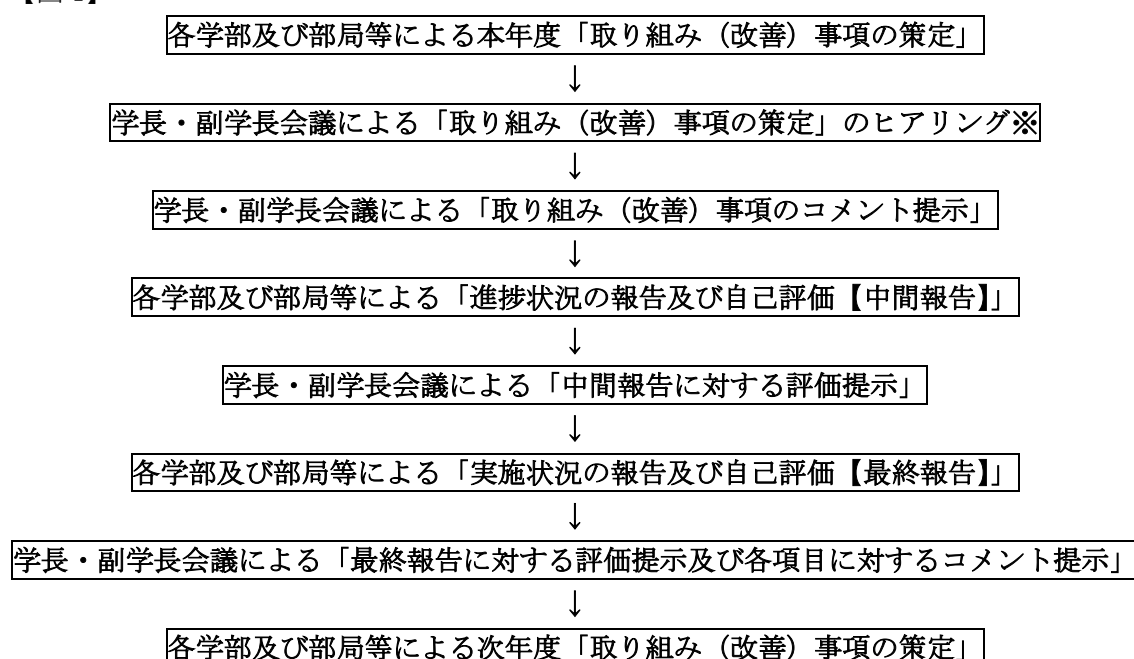 各学部及び部局等による本年度「取り組み（改善）事項の策定」
↓
学長・副学長会議による「取り組み（改善）事項の策定」のヒアリング※
↓
学長・副学長会議による「取り組み（改善）事項のコメント提示」
↓
各学部及び部局等による「進捗状況の報告及び自己評価【中間報告】」
↓
学長・副学長会議による「中間報告に対する評価提示」
↓
各学部及び部局等による「実施状況の報告及び自己評価【最終報告】」
↓
学長・副学長会議による「最終報告に対する評価提示及び各項目に対するコメント提示」
↓
各学部及び部局等による次年度「取り組み（改善）事項の策定」